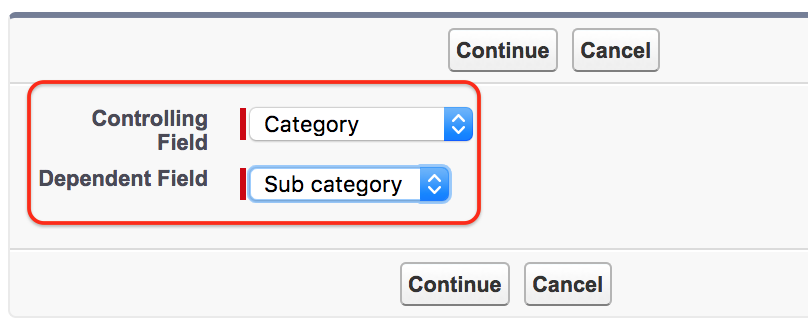 Continue Cancel
Controlling
Field
Category
Dependent Field
Sub category
Continue Cancel